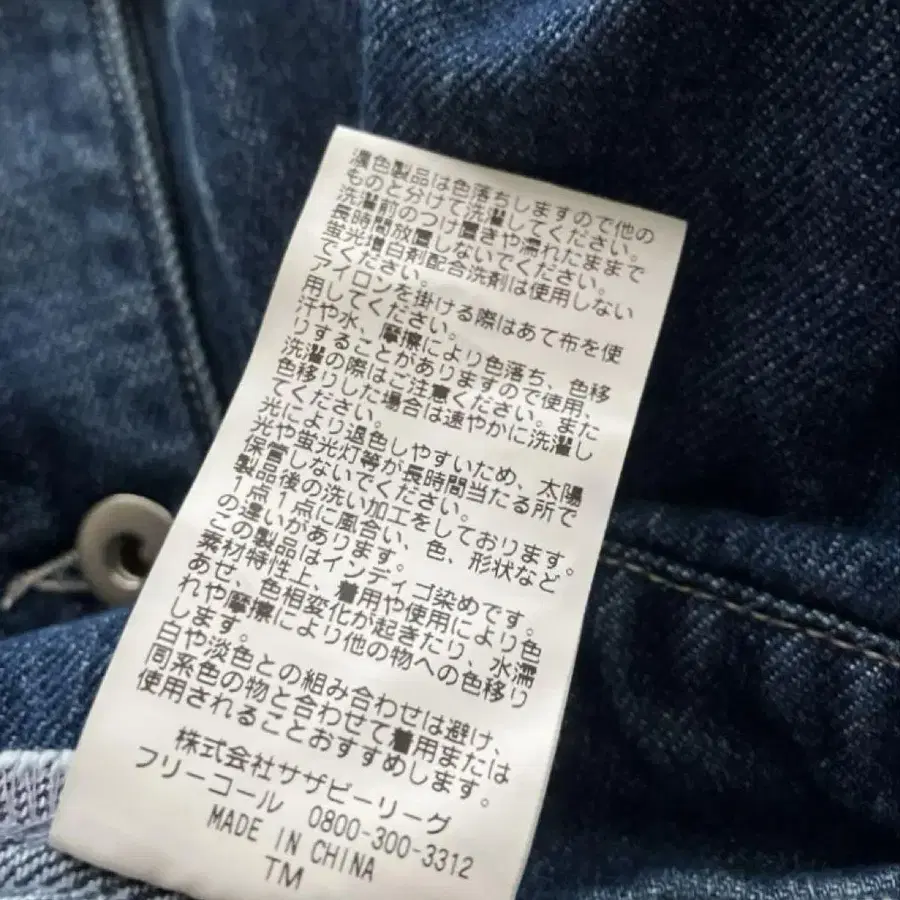 濃色製品は色落ちしますので他の
ものと分けて洗濯してください。
洗濯前のつけ置きや濡れたままで
長時間放置しないでください。
蛍光増白剤配合洗剤は使用しない
でください。
アイロンを掛ける際はあて布を使
用してください。
汗や水、摩擦により色落ち、色移
りすることがありますので使用、
洗濯の際はご注意ください。また
色移りした場合は速やかに洗濯し
てください。
光により退色しやすいため、太陽
光や蛍光灯等が長時間当たる所で
保管しないでください。
製品後の洗い加工をしております。
1点1点に風合い、色、形状など
の違いがあります。
この製品はインディゴ染めです。
素材特性上、着用や使用により色
あせ、色相変化が起きたり、水濡
れや摩擦により他の物への色移り
します。
白や淡色との組み合わせは避け、
同系色の物と合わせて着用または
使用されることおすすめします。
株式会社サザビーリーグ
フリーコール 0800-300-3312
MADE IN CHINA
TM